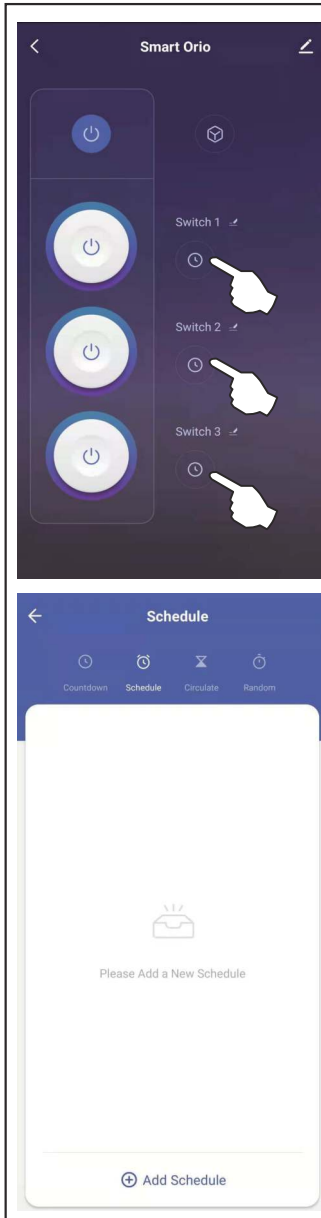 Smart Orio
Switch 1
Switch 2
Switch 3
Schedule
Countdown Schedule Circulate Random
Please Add a New Schedule
Add Schedule